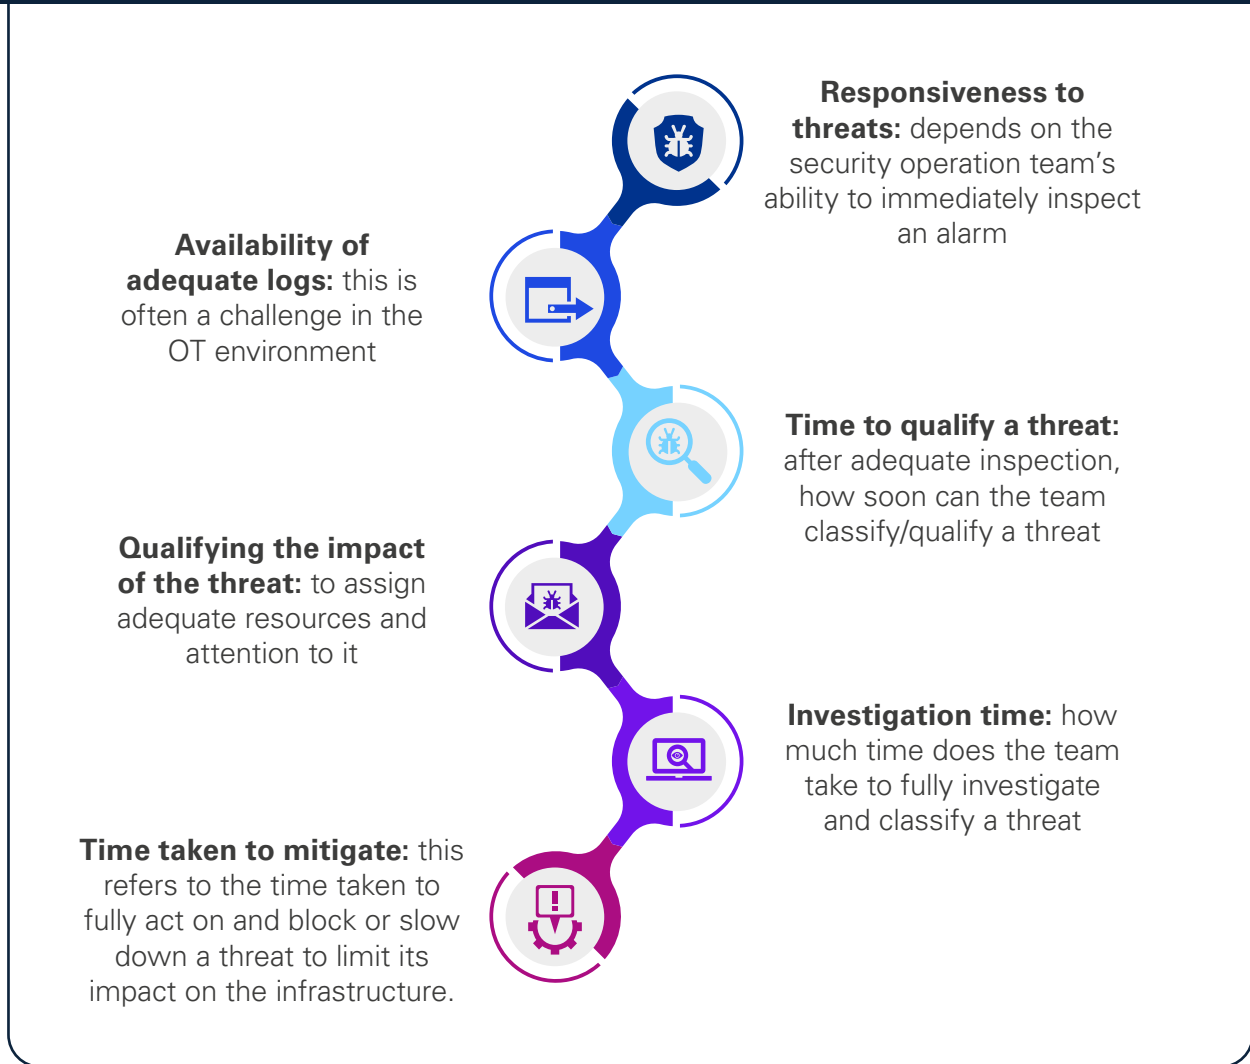 Responsiveness to
threats: depends on the
security operation team’s
ability to immediately inspect
an alarm
Availability of
adequate logs: this is
often a challenge in the
OT environment
Time to qualify a threat:
after adequate inspection,
how soon can the team
classify/qualify a threat
Qualifying the impact
of the threat: to assign
adequate resources and
attention to it
Investigation time: how
much time does the team
take to fully investigate
and classify a threat
Time taken to mitigate: this
refers to the time taken to
fully act on and block or slow
down a threat to limit its
impact on the infrastructure.